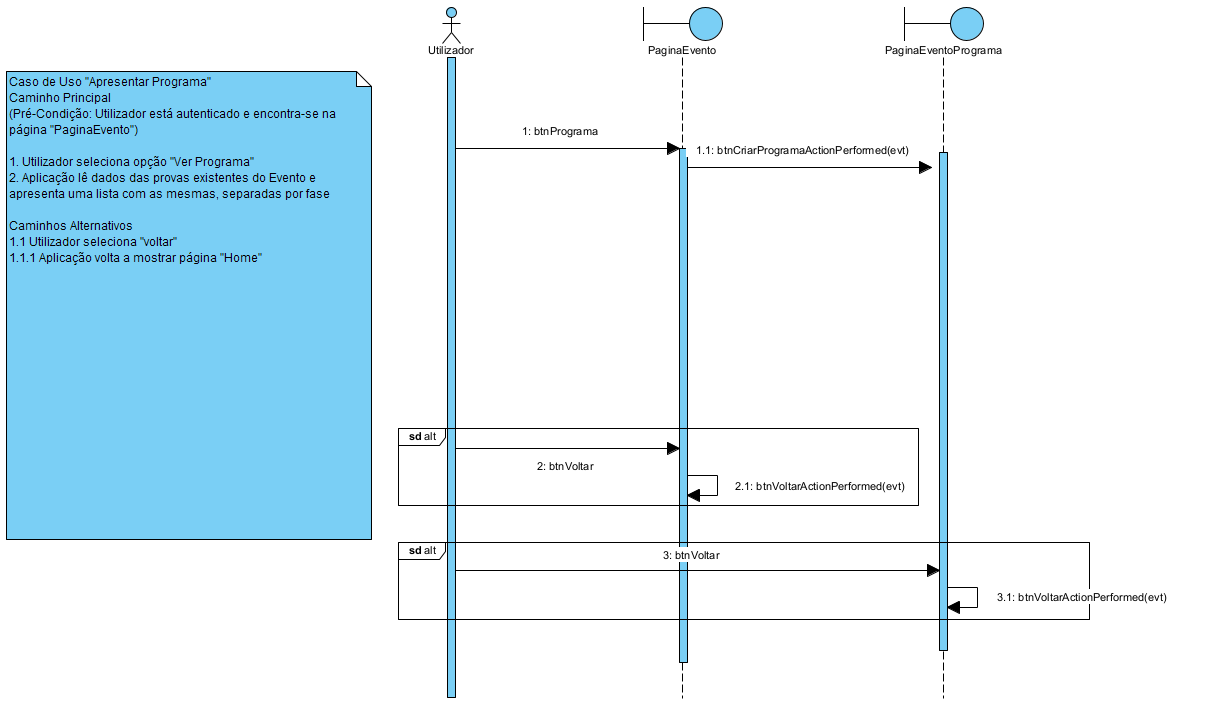 Utilizador
PaginaEvento
PaginaEventoPrograma
Caso de Uso "Apresentar Programa"
Caminho Principal
(Pré-Condição: Utilizador está autenticado e encontra-se na
página "PaginaEvento")
1. Utilizador seleciona opção "Ver Programa"
2. Aplicação lê dados das provas existentes do Evento e
apresenta uma lista com as mesmas, separadas por fase
Caminhos Alternativos
1.1 Utilizador seleciona "voltar"
1.1.1 Aplicação volta a mostrar página "Home"
1: btnPrograma
1.1: btnCriarProgramaActionPerformed(evt)
sd alt
2: btnVoltar
2.1: btnVoltarActionPerformed(evt)
sd alt
3: btnVoltar
3.1: btnVoltarActionPerformed(evt)